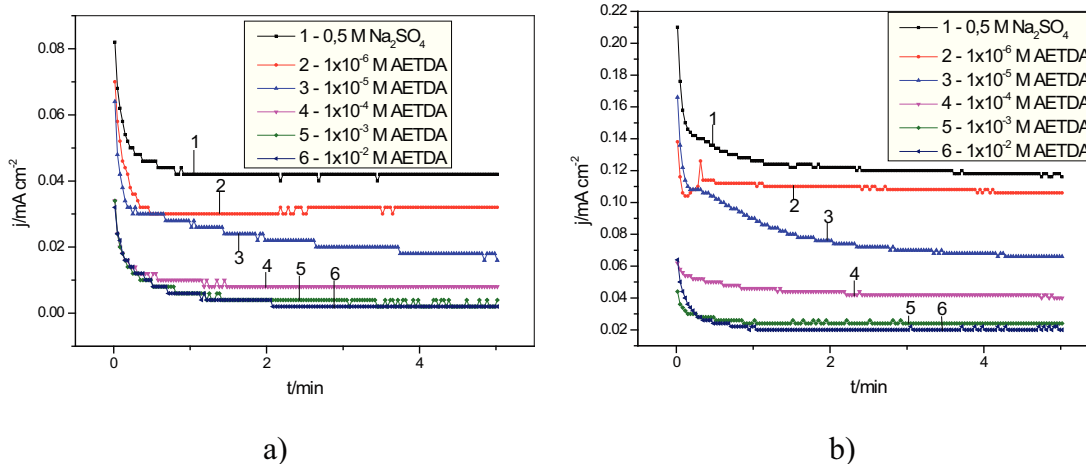 1 - 0,5 M Na₂SO₄
2 - 1x10⁻⁶ M AETDA
3 - 1x10⁻⁵ M AETDA
4 - 1x10⁻⁴ M AETDA
5 - 1x10⁻³ M AETDA
6 - 1x10⁻² M AETDA
j/mA cm⁻²
0.08
0.06
0.04
0.02
0.00
1
2
3
4
5
6
0
2
4
t/min
a)
1 - 0,5 M Na₂SO₄
2 - 1x10⁻⁶ M AETDA
3 - 1x10⁻⁵ M AETDA
4 - 1x10⁻⁴ M AETDA
5 - 1x10⁻³ M AETDA
6 - 1x10⁻² M AETDA
j/mA cm⁻²
0.22
0.20
0.18
0.16
0.14
0.12
0.10
0.08
0.06
0.04
0.02
1
2
3
4
5
6
0
2
4
t/min
b)